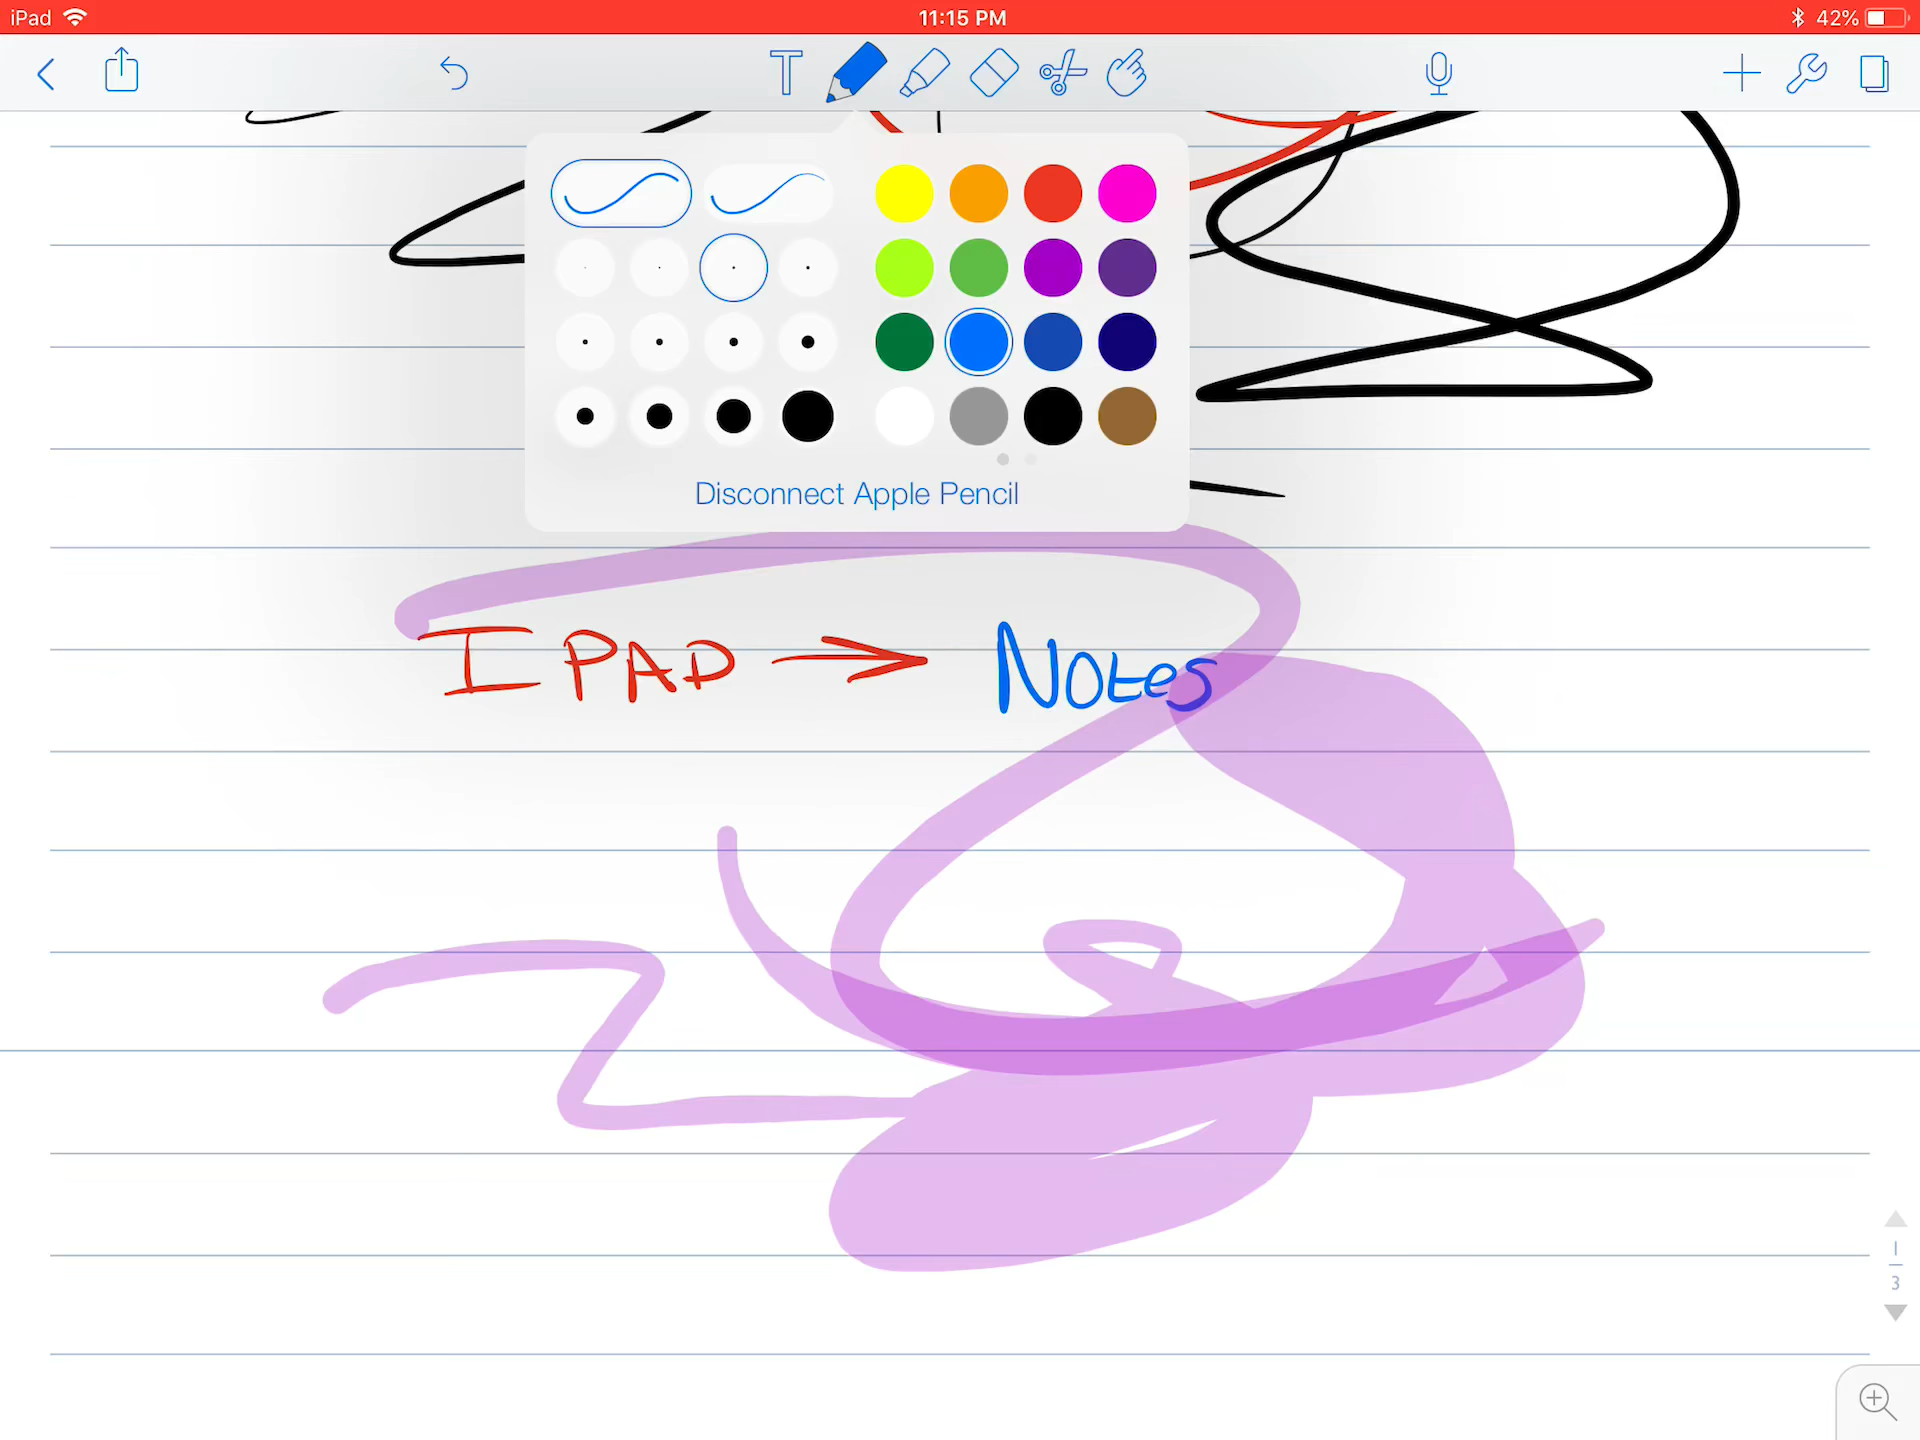 iPad 11:15 PM 42%
T
Disconnect Apple Pencil
IPAD → Notes
1
3